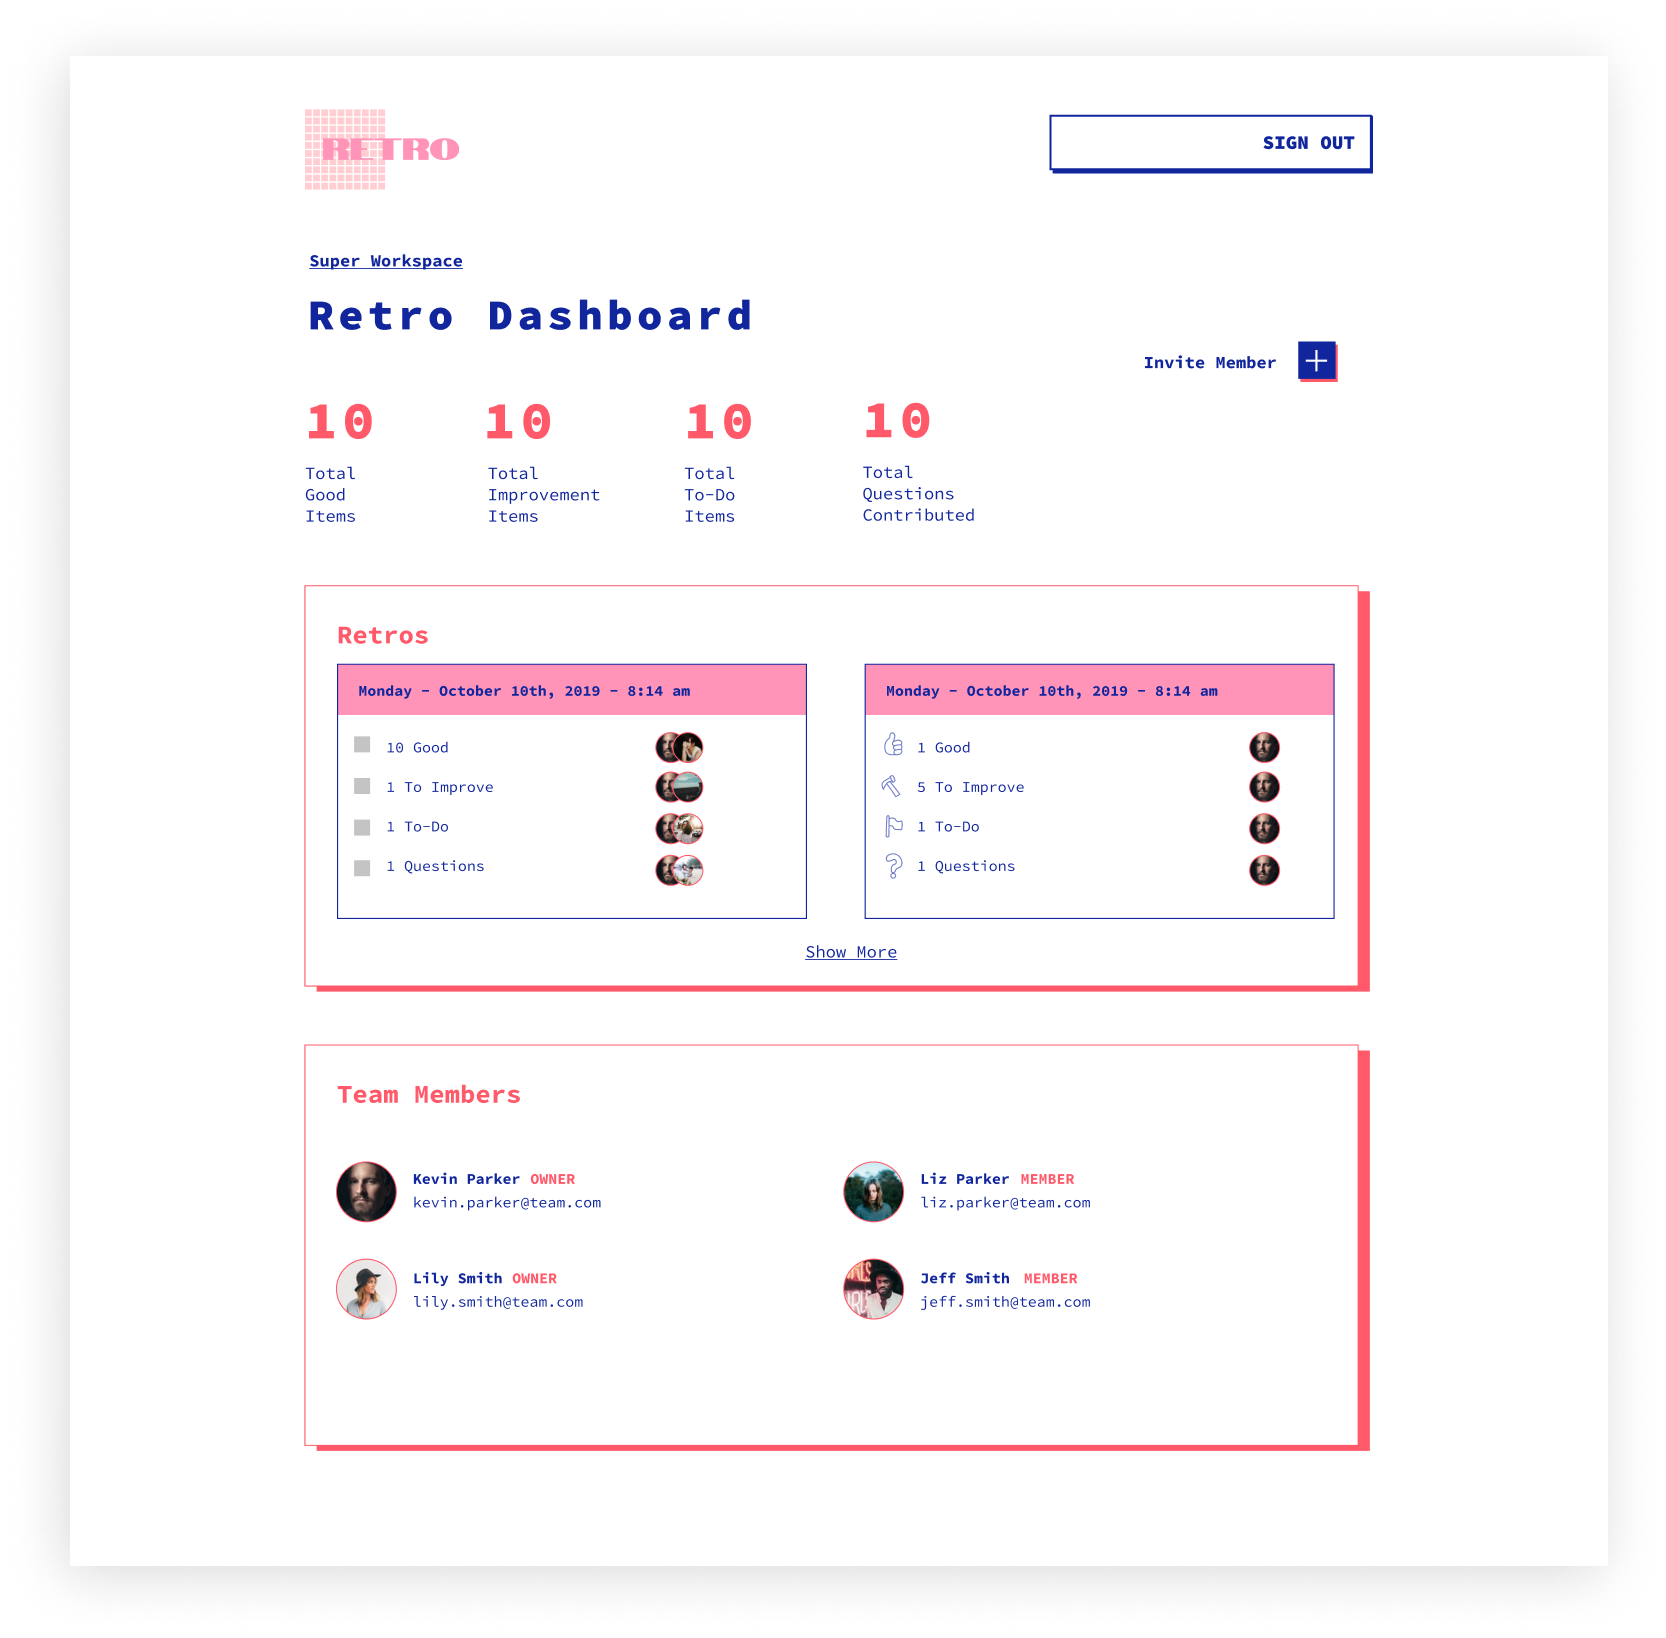 RETRO
SIGN OUT
Super Workspace
Retro Dashboard
Invite Member
10
Total
Good
Items
10
Total
Improvement
Items
10
Total
To-Do
Items
10
Total
Questions
Contributed
Retros
Monday - October 10th, 2019 - 8:14 am
10 Good
1 To Improve
1 To-Do
1 Questions
Monday - October 10th, 2019 - 8:14 am
1 Good
5 To Improve
1 To-Do
1 Questions
Show More
Team Members
Kevin Parker OWNER
kevin.parker@team.com
Liz Parker MEMBER
liz.parker@team.com
Lily Smith OWNER
lily.smith@team.com
Jeff Smith MEMBER
jeff.smith@team.com